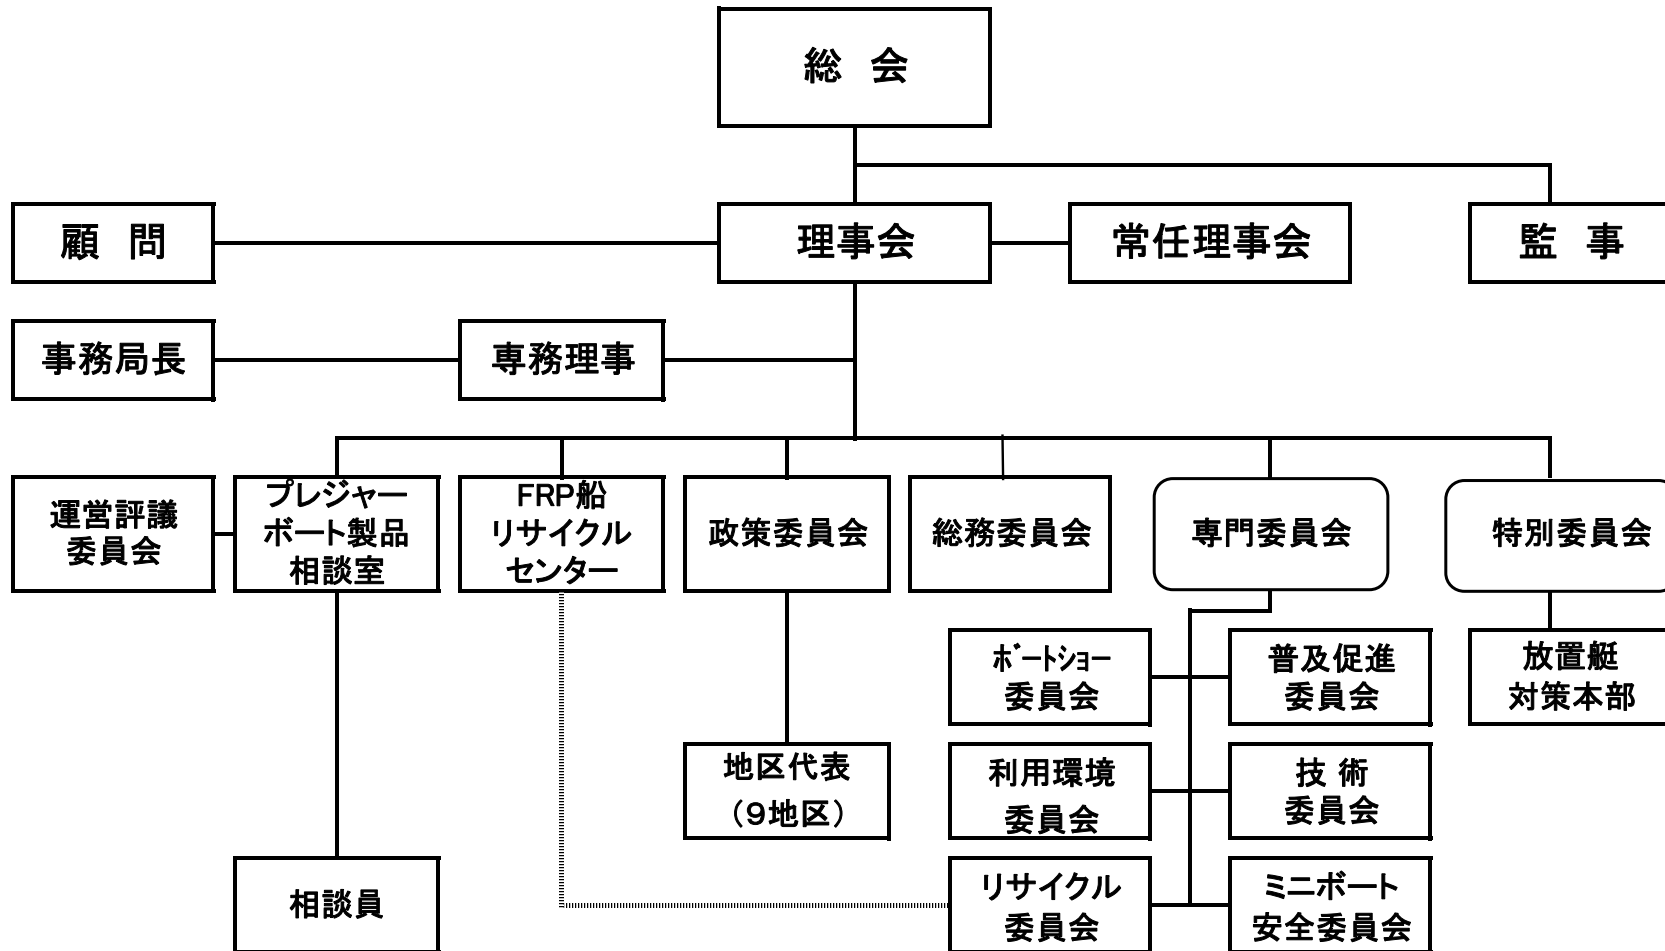 総 会
顧 問
理事会
常任理事会
監 事
事務局長
専務理事
運営評議
委員会
プレジャー
ボート製品
相談室
FRP船
リサイクル
センター
政策委員会
総務委員会
専門委員会
特別委員会
ボートショー
委員会
普及促進
委員会
放置艇
対策本部
地区代表
（９地区）
利用環境
委員会
技 術
委員会
相談員
リサイクル
委員会
ミニボート
安全委員会